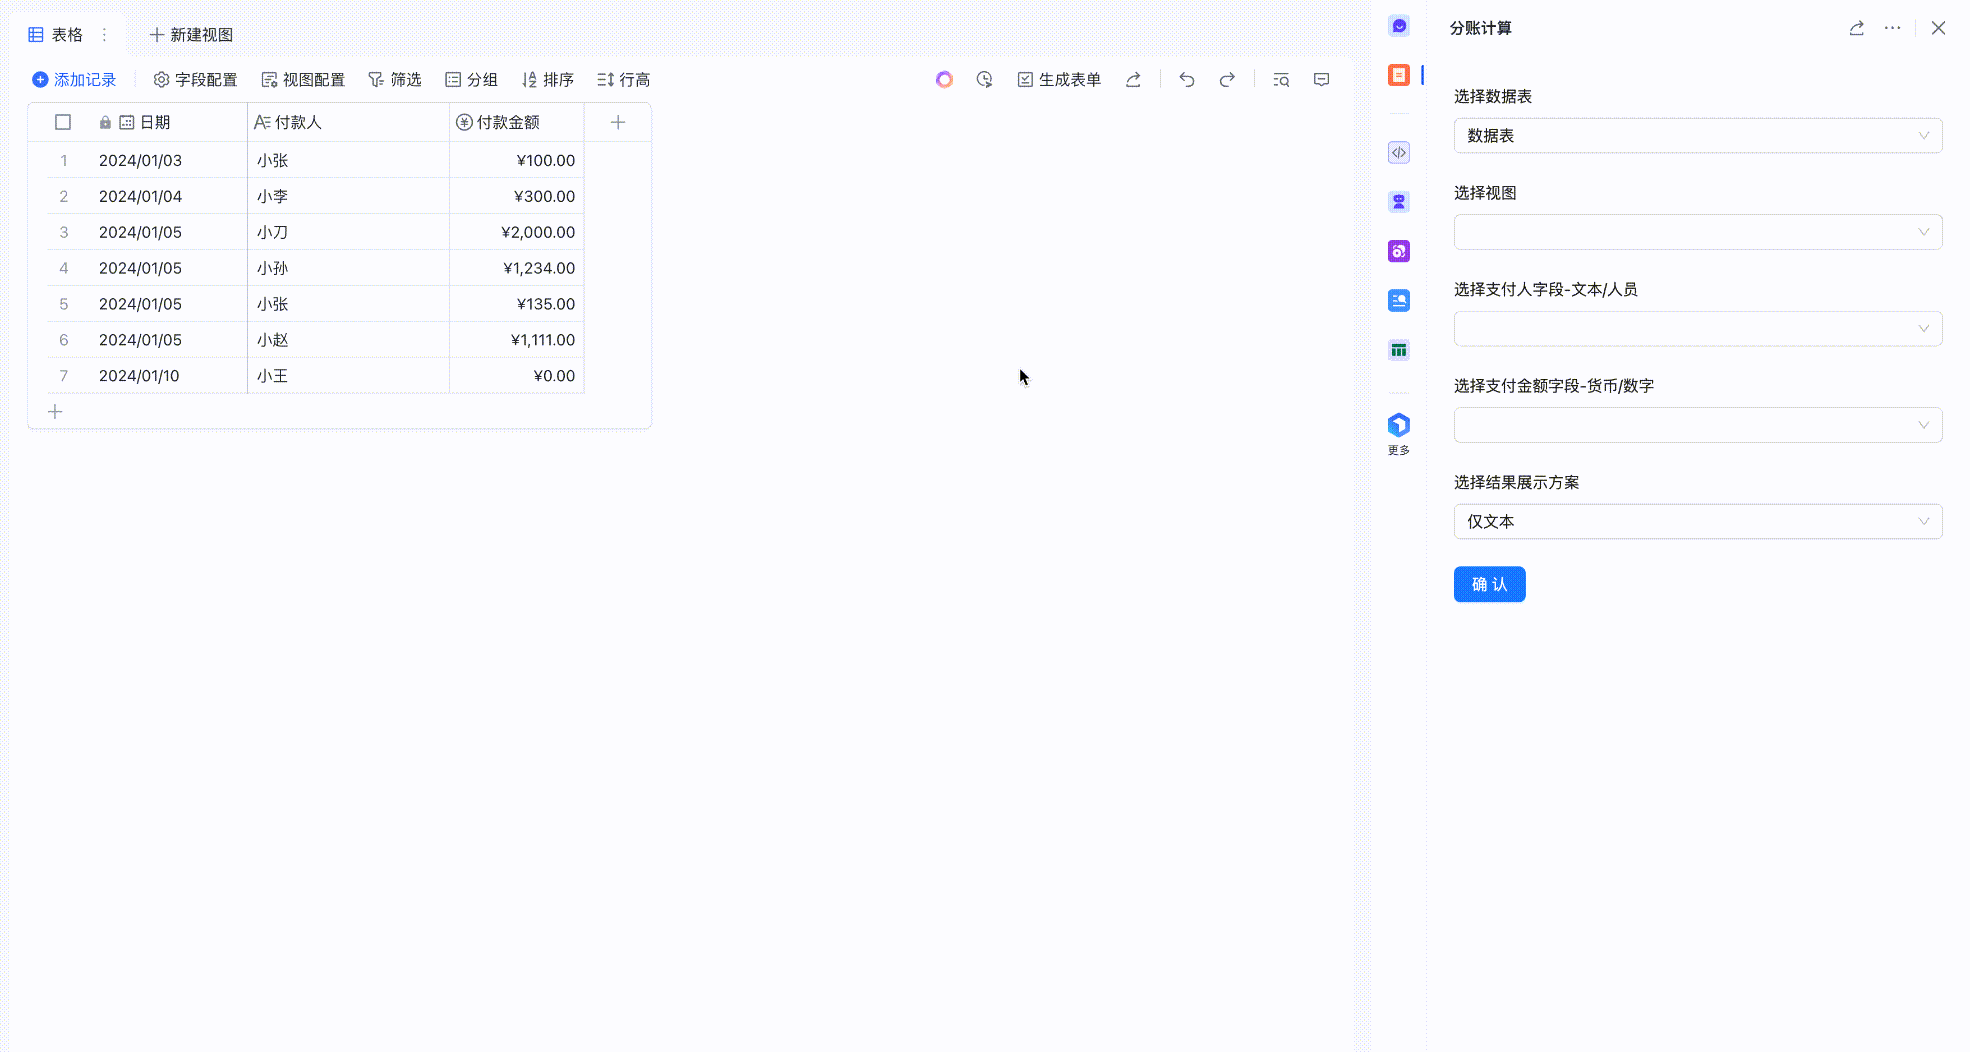 表格
新建视图
添加记录 字段配置 视图配置 筛选 分组 排序 行高 生成表单
日期 付款人 付款金额
1 2024/01/03 小张 ¥100.00
2 2024/01/04 小李 ¥300.00
3 2024/01/05 小刀 ¥2,000.00
4 2024/01/05 小孙 ¥1,234.00
5 2024/01/05 小张 ¥135.00
6 2024/01/05 小赵 ¥1,111.00
7 2024/01/10 小王 ¥0.00
更多
分账计算
选择数据表
数据表
选择视图
选择支付人字段-文本/人员
选择支付金额字段-货币/数字
选择结果展示方案
仅文本
确 认